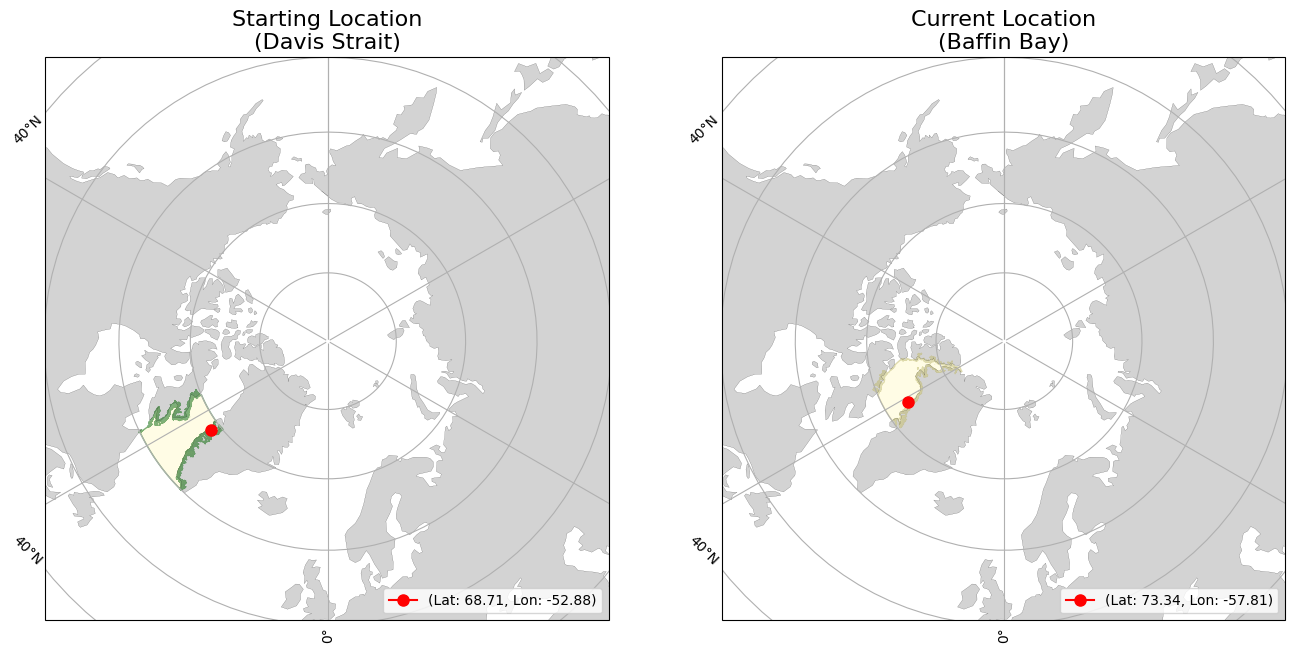 Starting Location
(Davis Strait)
40°N
40°N
(Lat: 68.71, Lon: -52.88)
0°
Current Location
(Baffin Bay)
40°N
40°N
(Lat: 73.34, Lon: -57.81)
0°